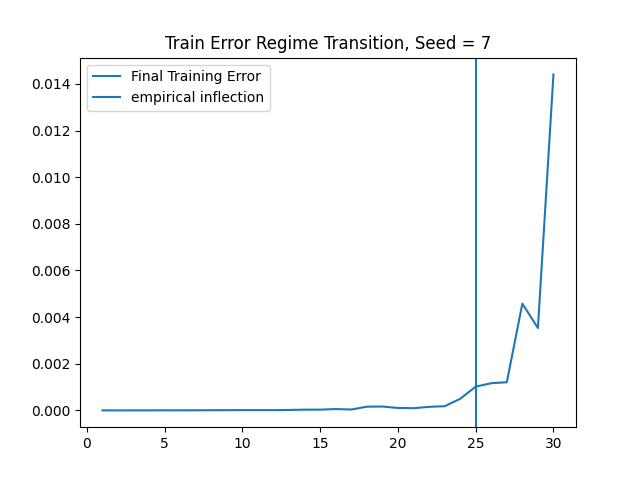 Train Error Regime Transition, Seed = 7
Final Training Error
empirical inflection
0.014
0.012
0.010
0.008
0.006
0.004
0.002
0.000
0 5 10 15 20 25 30